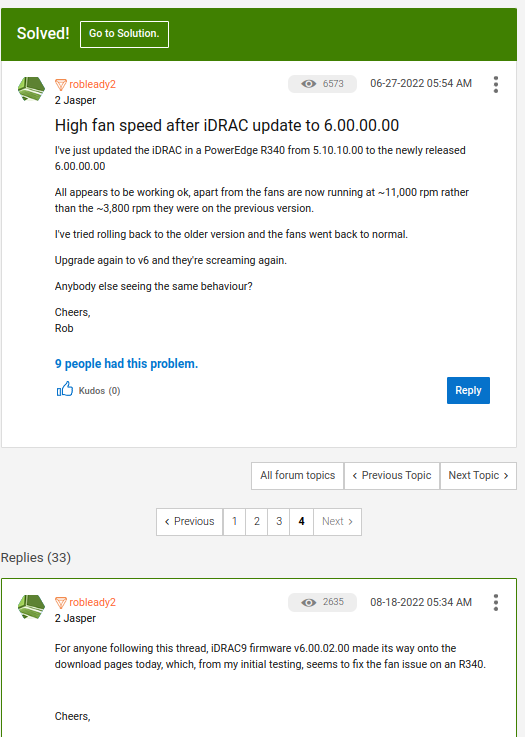 Solved! Go to Solution.
robleady2 6573 06-27-2022 05:54 AM
2 Jasper
High fan speed after iDRAC update to 6.00.00.00
I've just updated the iDRAC in a PowerEdge R340 from 5.10.10.00 to the newly released
6.00.00.00
All appears to be working ok, apart from the fans are now running at ~11,000 rpm rather
than the ~3,800 rpm they were on the previous version.
I've tried rolling back to the older version and the fans went back to normal.
Upgrade again to v6 and they're screaming again.
Anybody else seeing the same behaviour?
Cheers,
Rob
9 people had this problem.
Kudos (0) Reply
All forum topics ‹ Previous Topic Next Topic ›
‹ Previous 1 2 3 4 Next ›
Replies (33)
robleady2 2635 08-18-2022 05:34 AM
2 Jasper
For anyone following this thread, iDRAC9 firmware v6.00.02.00 made its way onto the
download pages today, which, from my initial testing, seems to fix the fan issue on an R340.
Cheers,